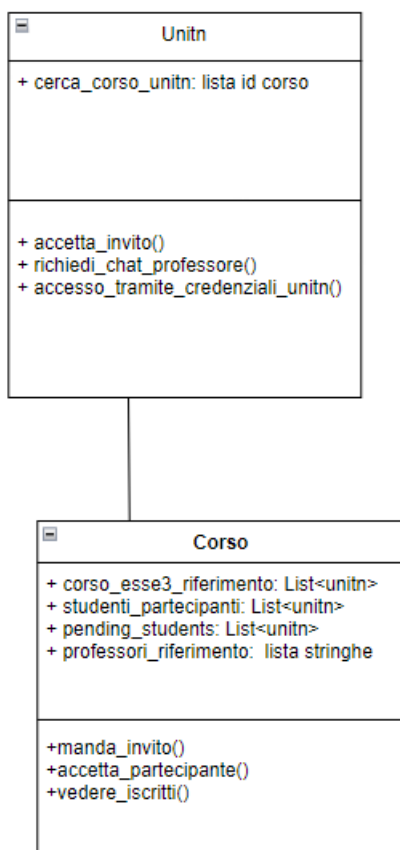 Unitn
+ cerca_corso_unitn: lista id corso
+ accetta_invito()
+ richiedi_chat_professore()
+ accesso_tramite_credenziali_unitn()
Corso
+ corso_esse3_riferimento: List<unitn>
+ studenti_partecipanti: List<unitn>
+ pending_students: List<unitn>
+ professori_riferimento: lista stringhe
+manda_invito()
+accetta_partecipante()
+vedere_iscritti()